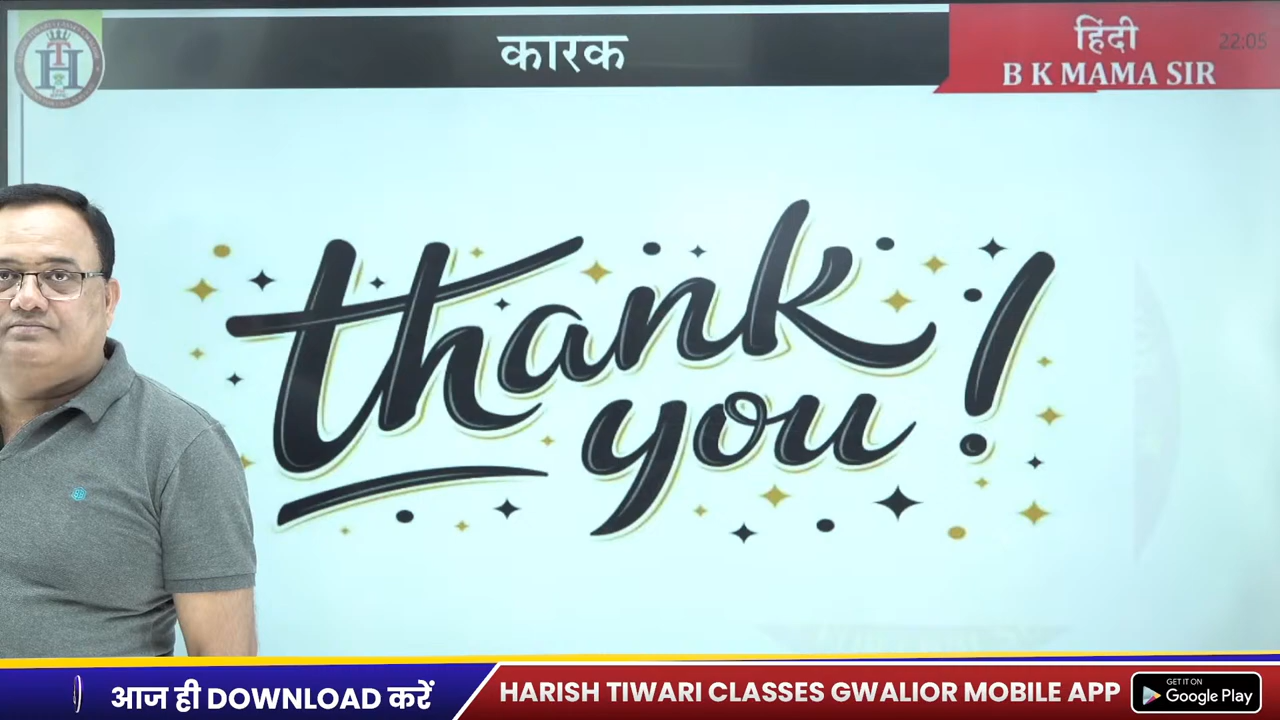 कारक
हिंदी
22:05
B K MAMA SIR
thank
you!
आज ही DOWNLOAD करें
HARISH TIWARI CLASSES GWALIOR MOBILE APP
GET IT ON
Google Play